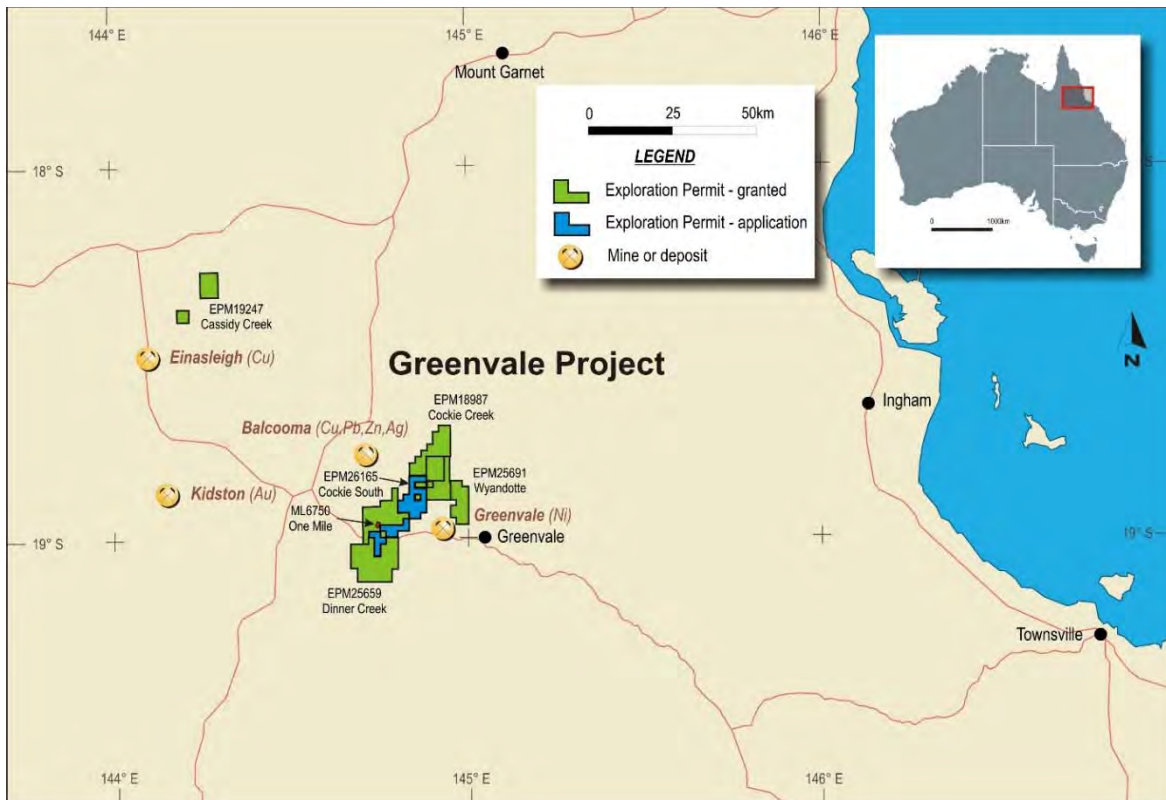 144° E
145° E
146° E
Mount Garnet
0 25 50km
LEGEND
Exploration Permit - granted
Exploration Permit - application
Mine or deposit
0 1000km
18° S
S
EPM19247
Cassidy Creek
Einasleigh (Cu)
Greenvale Project
N
EPM18987
Cockie Creek
Ingham
Balcooma (Cu,Pb,Zn,Ag)
EPM26165
Cockie South
EPM25691
Wyandotte
Kidston (Au)
ML6750
One Mile
Greenvale (Ni)
19° S
Greenvale
19° S
EPM25659
Dinner Creek
Townsville
144° E
145° E
146° E